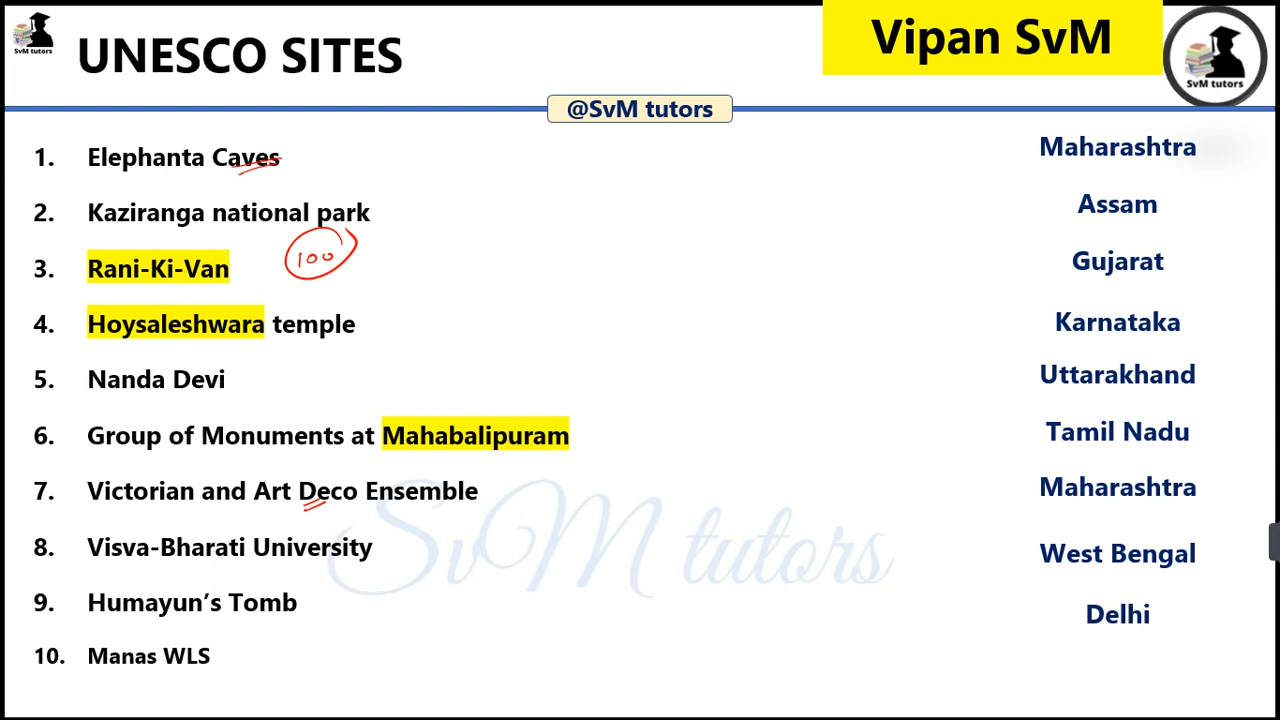 SvM tutors
UNESCO SITES
Vipan SvM
SvM tutors
@SvM tutors
1. Elephanta Caves Maharashtra
2. Kaziranga national park Assam
3. Rani-Ki-Van 100 Gujarat
4. Hoysaleshwara temple Karnataka
5. Nanda Devi Uttarakhand
6. Group of Monuments at Mahabalipuram Tamil Nadu
7. Victorian and Art Deco Ensemble Maharashtra
8. Visva-Bharati University West Bengal
SvM tutors
9. Humayun’s Tomb Delhi
10. Manas WLS